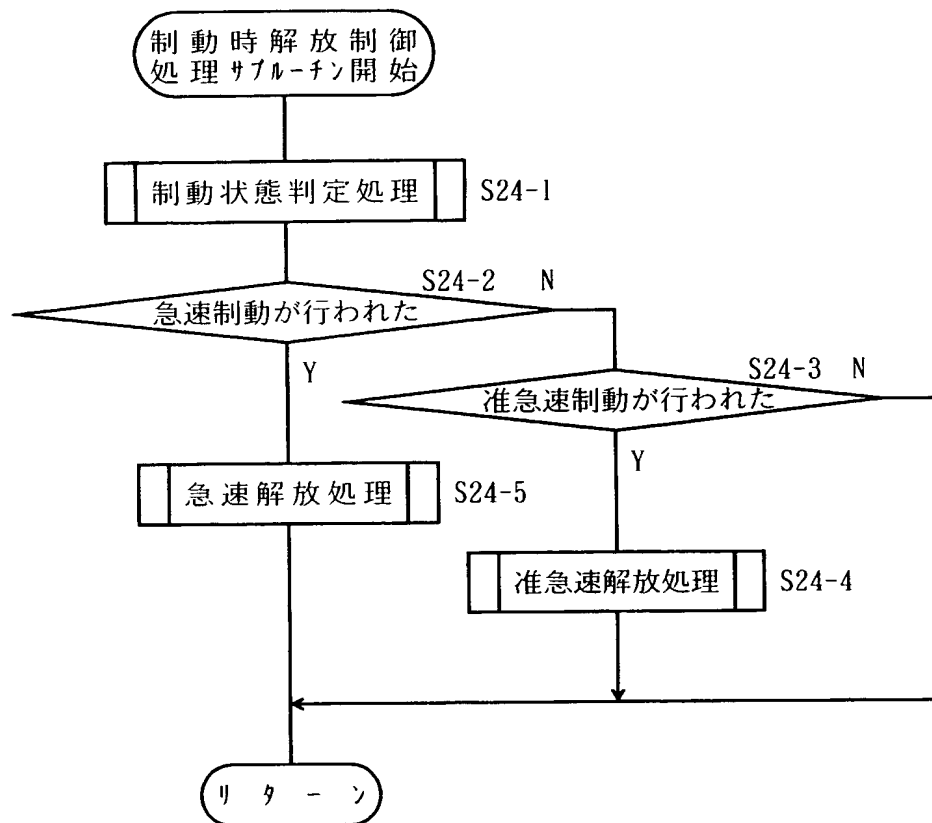 制動時解放制御
処理サブルーチン開始
制動状態判定処理
S24-1
S24-2
N
急速制動が行われた
Y
S24-3
N
准急速制動が行われた
Y
急速解放処理
S24-5
准急速解放処理
S24-4
リターン